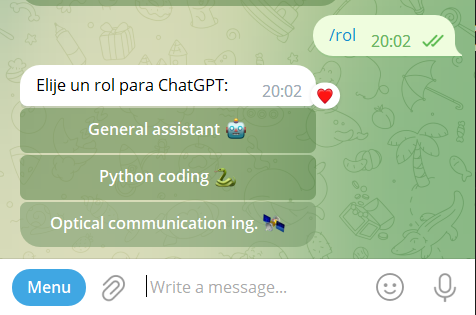 /rol 20:02
Elije un rol para ChatGPT: 20:02
General assistant 🤖
Python coding 🐍
Optical communication ing. 🛰️
Menu Write a message...